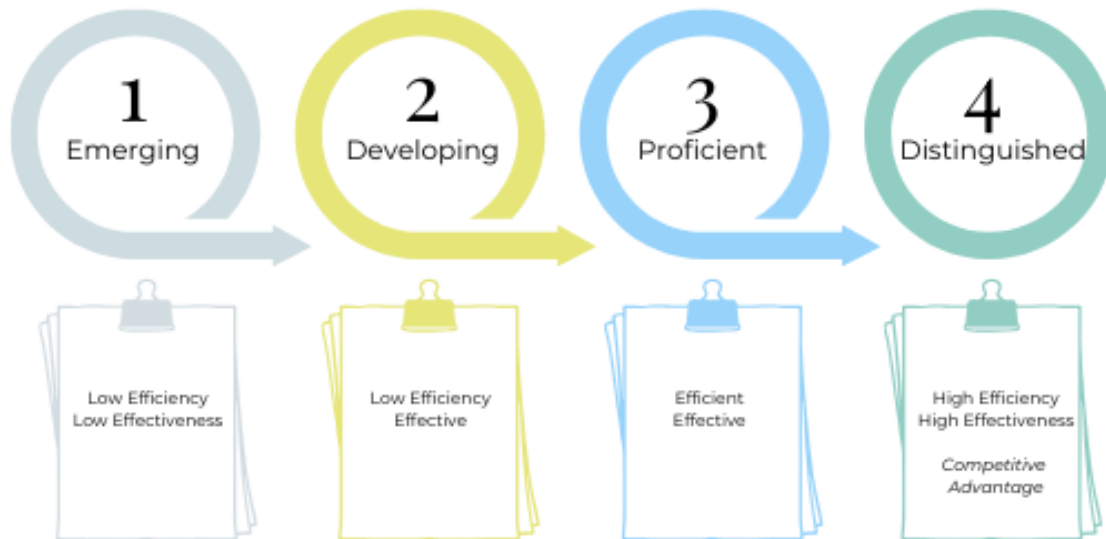 1
Emerging
2
Developing
3
Proficient
4
Distinguished
Low Efficiency
Low Effectiveness
Low Efficiency
Effective
Efficient
Effective
High Efficiency
High Effectiveness
Competitive
Advantage